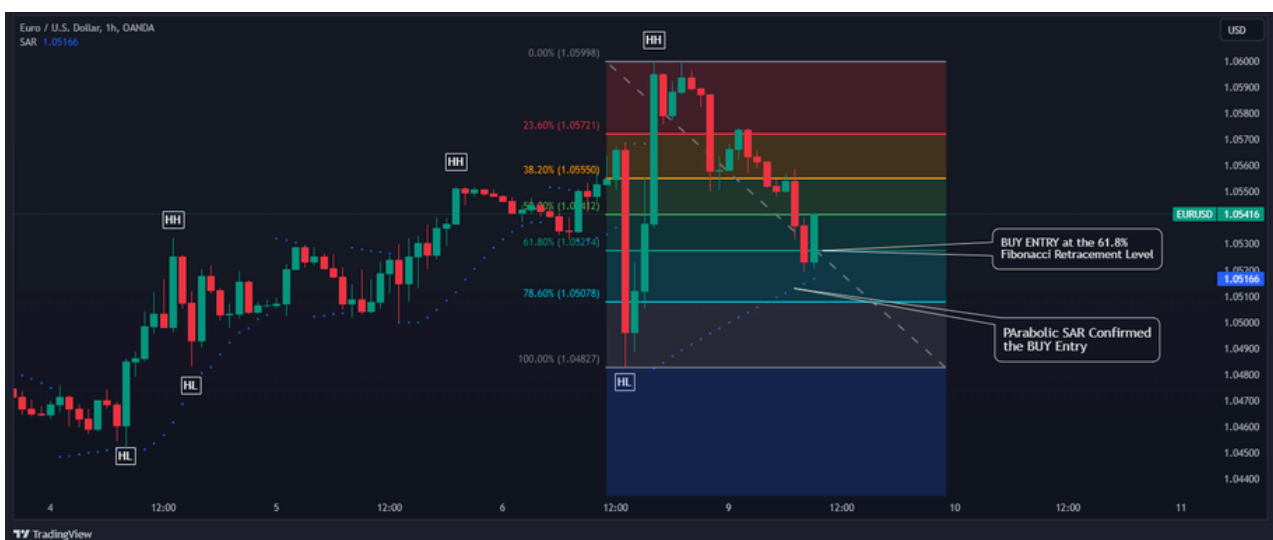 Euro / U.S. Dollar, 1h, OANDA
SAR 1.05166
USD
HH
0.00% (1.05998)
23.60% (1.05721)
38.20% (1.05550)
61.80% (1.05274)
78.60% (1.05078)
100.00% (1.04827)
HH
HH
HL
HL
HL
BUY ENTRY at the 61.8%
Fibonacci Retracement Level
PArabolic SAR Confirmed
the BUY Entry
1.06000
1.05900
1.05800
1.05700
1.05600
1.05500
EURUSD 1.05416
1.05300
1.05200
1.05166
1.05100
1.05000
1.04900
1.04800
1.04700
1.04600
1.04500
1.04400
4 12:00 5 12:00 6 12:00 9 12:00 10 12:00 11
TradingView